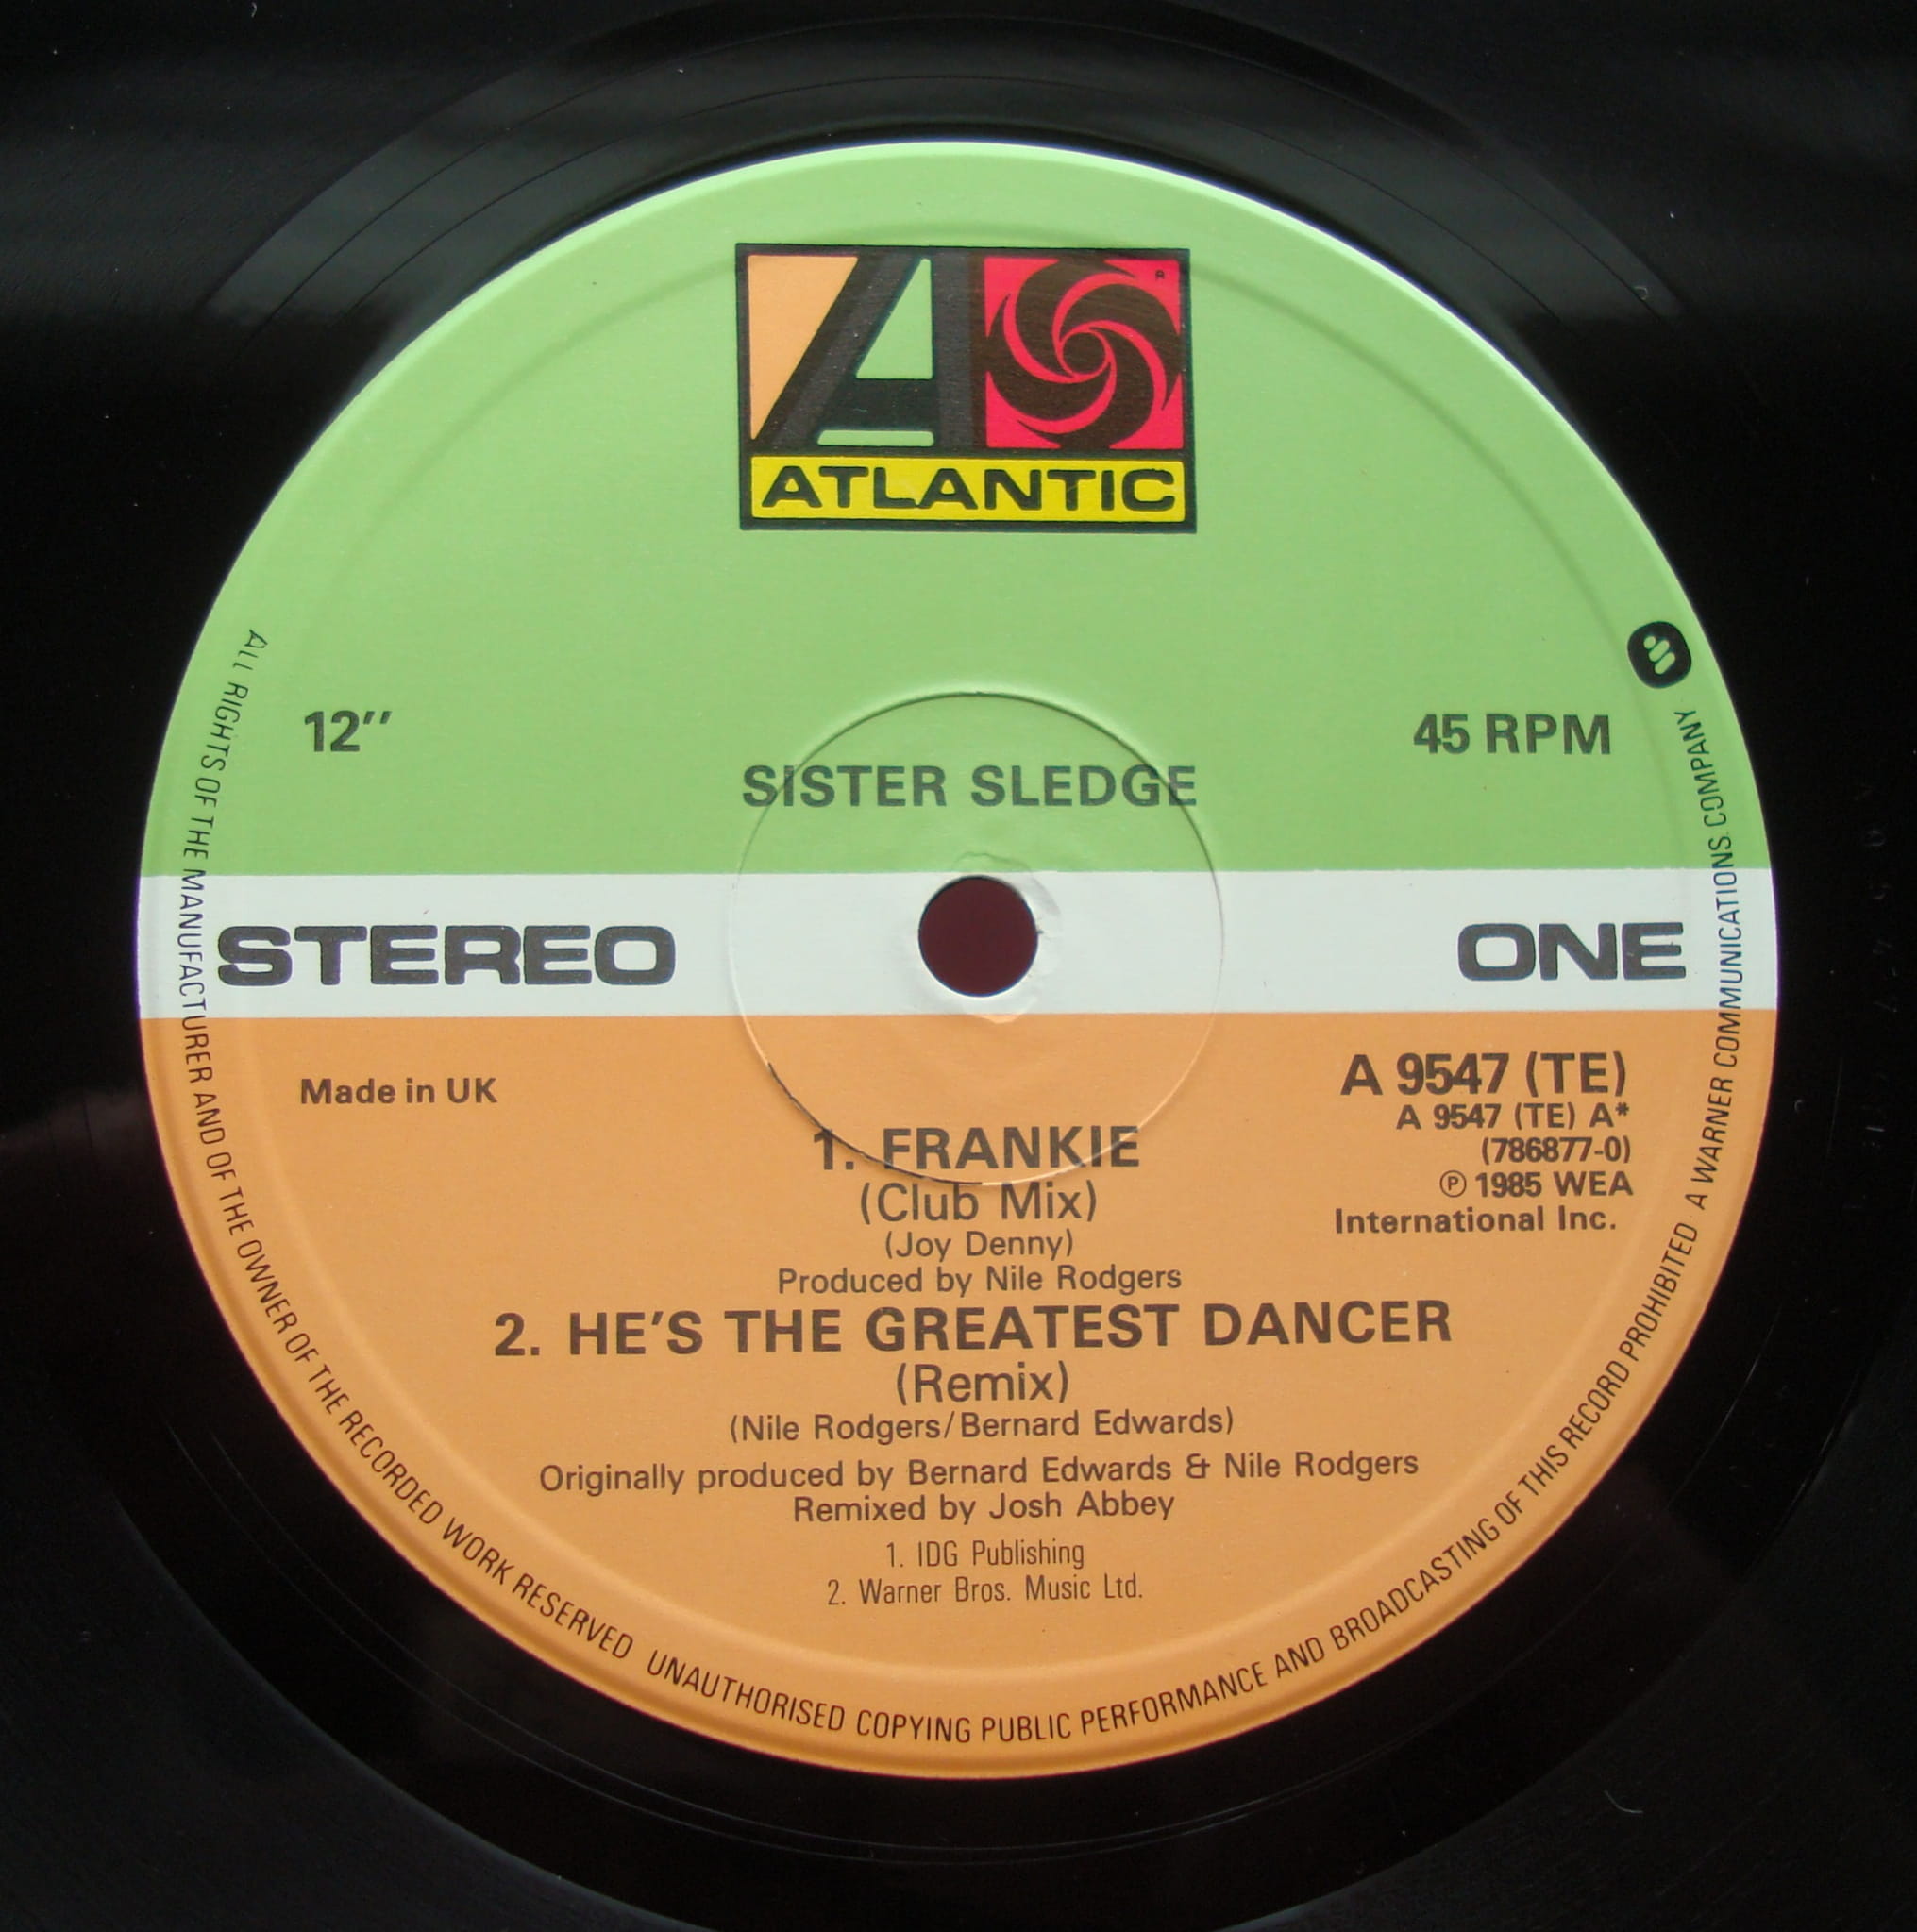 ATLANTIC
12"
45 RPM
SISTER SLEDGE
STEREO
ONE
Made in UK
A 9547 (TE)
A 9547 (TE) A*
(786877-0)
℗ 1985 WEA
International Inc.
1. FRANKIE
(Club Mix)
(Joy Denny)
Produced by Nile Rodgers
2. HE'S THE GREATEST DANCER
(Remix)
(Nile Rodgers/Bernard Edwards)
Originally produced by Bernard Edwards & Nile Rodgers
Remixed by Josh Abbey
1. IDG Publishing
2. Warner Bros. Music Ltd.
ALL RIGHTS OF THE MANUFACTURER AND OF THE OWNER OF THE RECORDED WORK RESERVED UNAUTHORISED COPYING PUBLIC PERFORMANCE AND BROADCASTING OF THIS RECORD PROHIBITED A WARNER COMMUNICATIONS COMPANY